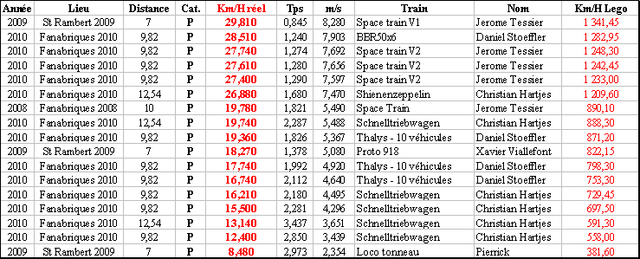 Année Lieu Distance Cat. Km/H réel Tps m/s Train Nom Km/H Lego
2009 St Rambert 2009 7 P 29,810 0,845 8,280 Space train V1 Jerome Tessier 1 341,45
2010 Fanabriques 2010 9,82 P 28,510 1,240 7,903 BER50x6 Daniel Stoeffler 1 282,95
2010 Fanabriques 2010 9,82 P 27,740 1,274 7,692 Space train V2 Jerome Tessier 1 248,30
2010 Fanabriques 2010 9,82 P 27,610 1,280 7,656 Space train V2 Jerome Tessier 1 242,45
2010 Fanabriques 2010 9,82 P 27,400 1,290 7,597 Space train V2 Jerome Tessier 1 233,00
2010 Fanabriques 2010 12,54 P 26,880 1,680 7,470 Shienenzeppelin Christian Hartjes 1 209,60
2008 Fanabriques 2008 10 P 19,780 1,821 5,490 Space Train Jerome Tessier 890,10
2010 Fanabriques 2010 12,54 P 19,740 2,287 5,488 Schnelltriebwagen Christian Hartjes 888,30
2010 Fanabriques 2010 9,82 P 19,360 1,826 5,367 Thalys - 10 véhicules Daniel Stoeffler 871,20
2009 St Rambert 2009 7 P 18,270 1,378 5,080 Proto 918 Xavier Viallefont 822,15
2010 Fanabriques 2010 9,82 P 17,740 1,992 4,920 Thalys - 10 véhicules Daniel Stoeffler 798,30
2010 Fanabriques 2010 9,82 P 16,740 2,112 4,640 Thalys - 10 véhicules Daniel Stoeffler 753,30
2010 Fanabriques 2010 9,82 P 16,210 2,180 4,495 Schnelltriebwagen Christian Hartjes 729,45
2010 Fanabriques 2010 9,82 P 15,500 2,281 4,296 Schnelltriebwagen Christian Hartjes 697,50
2010 Fanabriques 2010 12,54 P 13,140 3,437 3,651 Schnelltriebwagen Christian Hartjes 591,30
2010 Fanabriques 2010 9,82 P 12,400 2,850 3,439 Schnelltriebwagen Christian Hartjes 558,00
2009 St Rambert 2009 7 P 8,480 2,973 2,354 Loco tonneau Pierrick 381,60